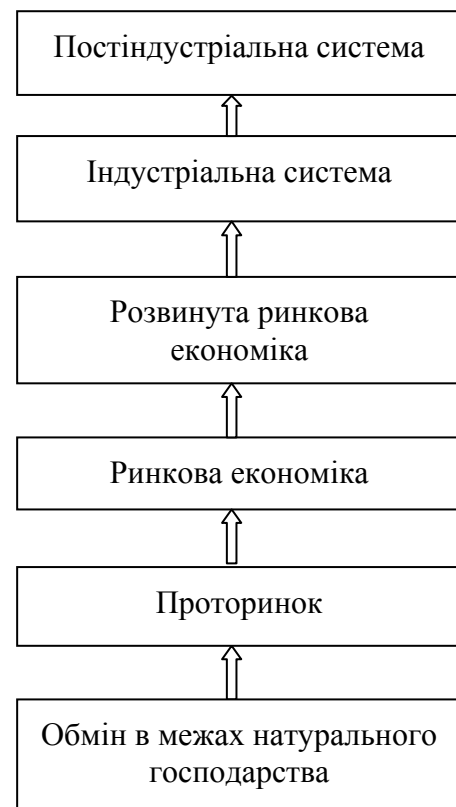 Постіндустріальна система
Індустріальна система
Розвинута ринкова
економіка
Ринкова економіка
Проторинок
Обмін в межах натурального
господарства